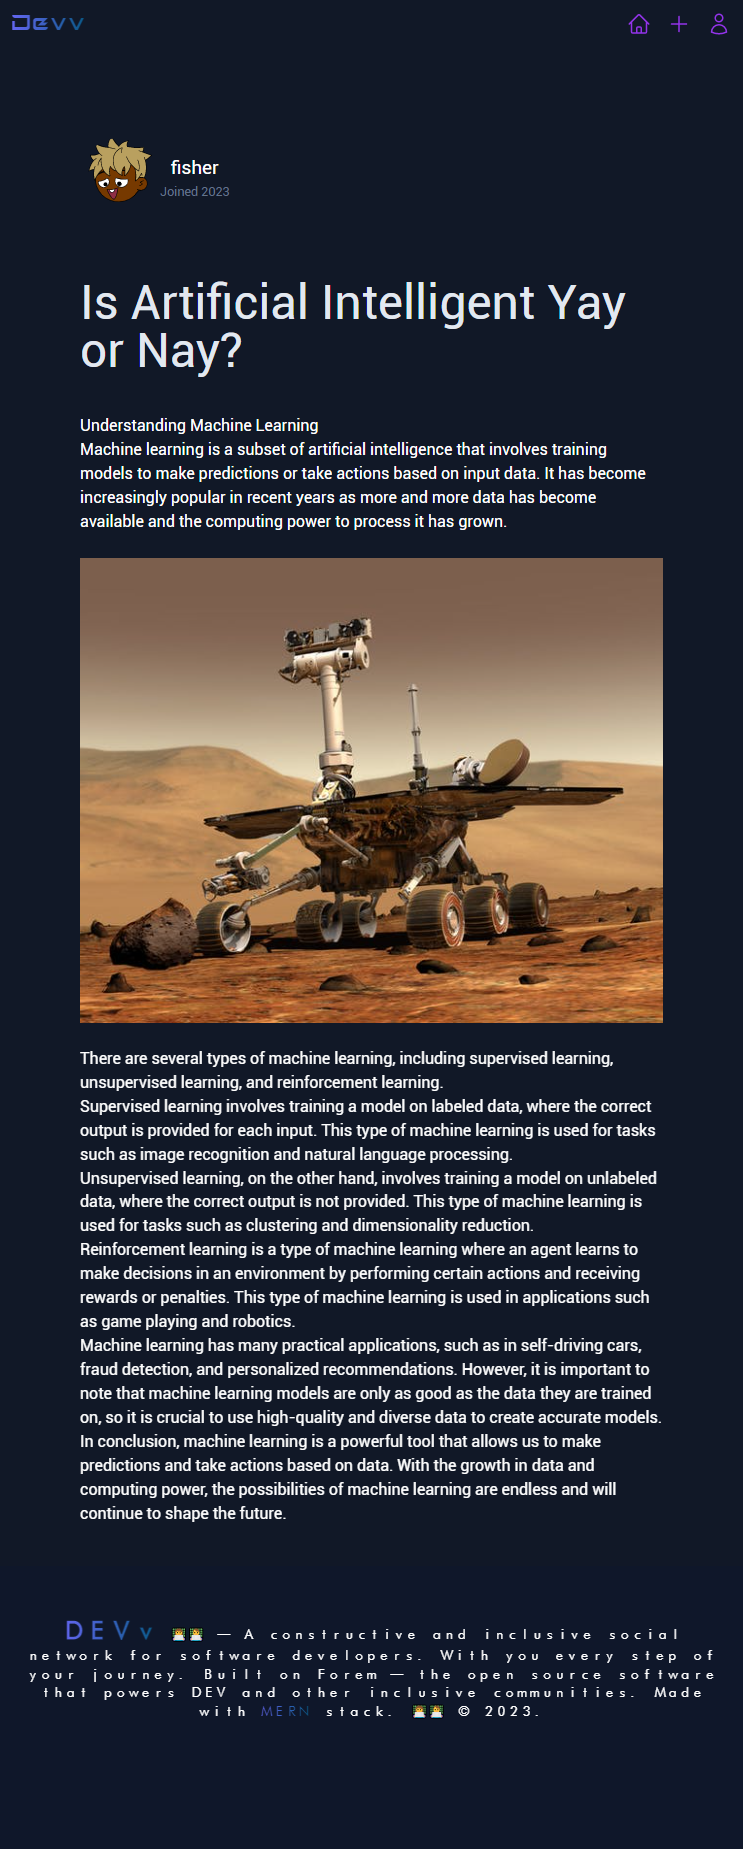 Devv
fisher
Joined 2023
Is Artificial Intelligent Yay
or Nay?
Understanding Machine Learning
Machine learning is a subset of artificial intelligence that involves training
models to make predictions or take actions based on input data. It has become
increasingly popular in recent years as more and more data has become
available and the computing power to process it has grown.
There are several types of machine learning, including supervised learning,
unsupervised learning, and reinforcement learning.
Supervised learning involves training a model on labeled data, where the correct
output is provided for each input. This type of machine learning is used for tasks
such as image recognition and natural language processing.
Unsupervised learning, on the other hand, involves training a model on unlabeled
data, where the correct output is not provided. This type of machine learning is
used for tasks such as clustering and dimensionality reduction.
Reinforcement learning is a type of machine learning where an agent learns to
make decisions in an environment by performing certain actions and receiving
rewards or penalties. This type of machine learning is used in applications such
as game playing and robotics.
Machine learning has many practical applications, such as in self-driving cars,
fraud detection, and personalized recommendations. However, it is important to
note that machine learning models are only as good as the data they are trained
on, so it is crucial to use high-quality and diverse data to create accurate models.
In conclusion, machine learning is a powerful tool that allows us to make
predictions and take actions based on data. With the growth in data and
computing power, the possibilities of machine learning are endless and will
continue to shape the future.
DEVv 👨‍💻👨‍💻 — A constructive and inclusive social
network for software developers. With you every step of
your journey. Built on Forem — the open source software
that powers DEV and other inclusive communities. Made
with MERN stack. 👨‍💻👨‍💻 © 2023.